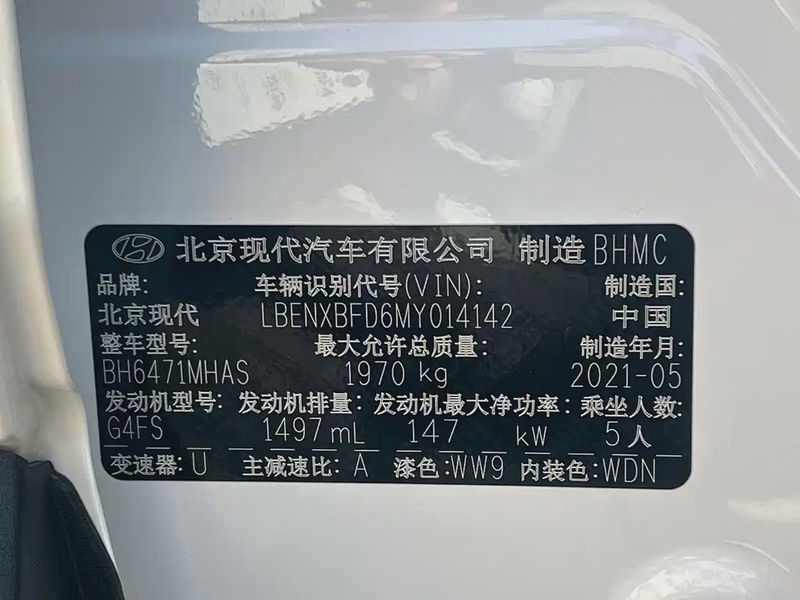 北京现代汽车有限公司 制造 BHMC
品牌: 车辆识别代号(VIN): 制造国:
北京现代 LBENXBFD6MY014142 中国
整车型号: 最大允许总质量: 制造年月:
BH6471MHAS 1970 kg 2021-05
发动机型号: 发动机排量: 发动机最大净功率: 乘坐人数:
G4FS 1497 mL 147 kW 5人
变速器: U 主减速比: A 漆色: WW9 内装色: WDN